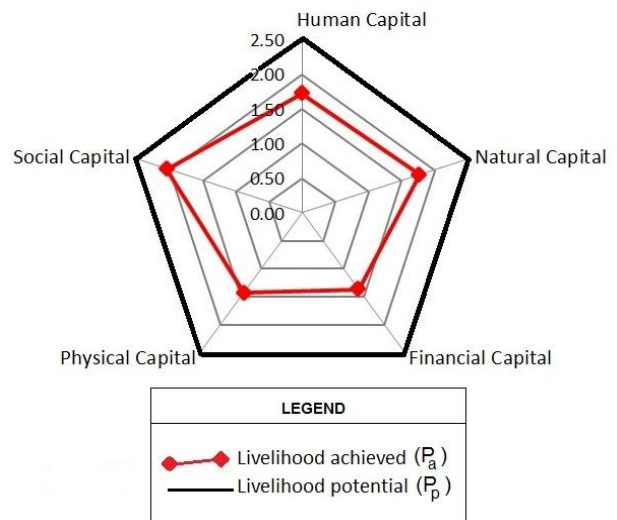 Human Capital
2.50
2.00
1.50
1.00
0.50
0.00
Social Capital
Natural Capital
Physical Capital
Financial Capital
LEGEND
Livelihood achieved (Pa)
Livelihood potential (Pp)